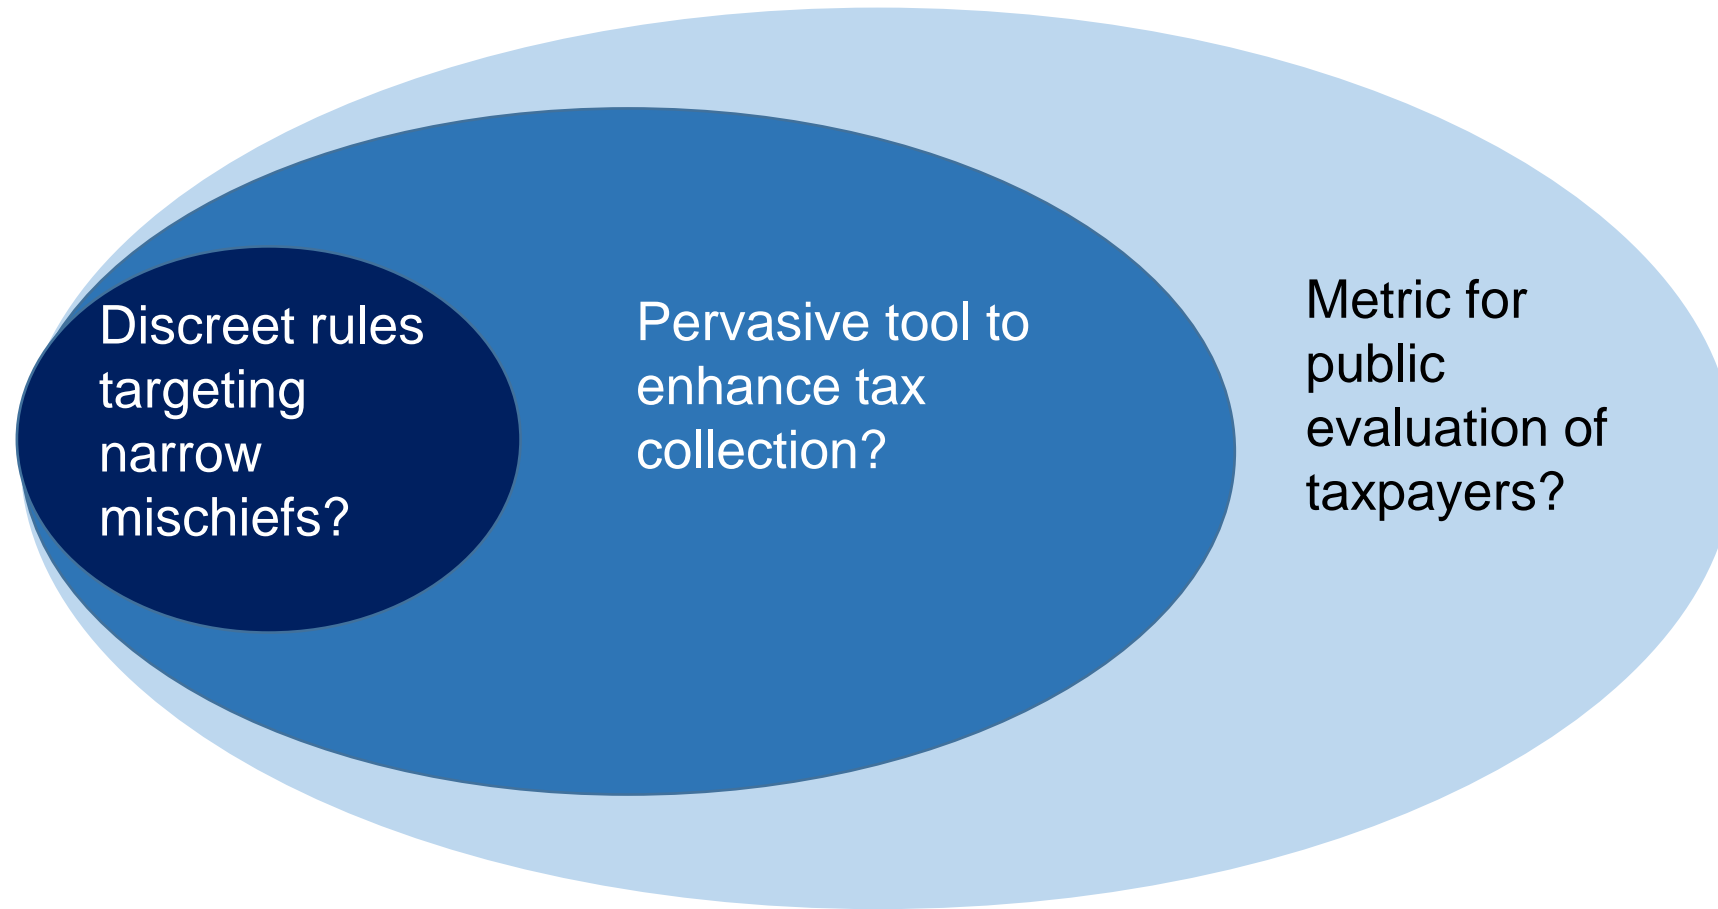 Discreet rules
targeting
narrow
mischiefs?
Pervasive tool to
enhance tax
collection?
Metric for
public
evaluation of
taxpayers?